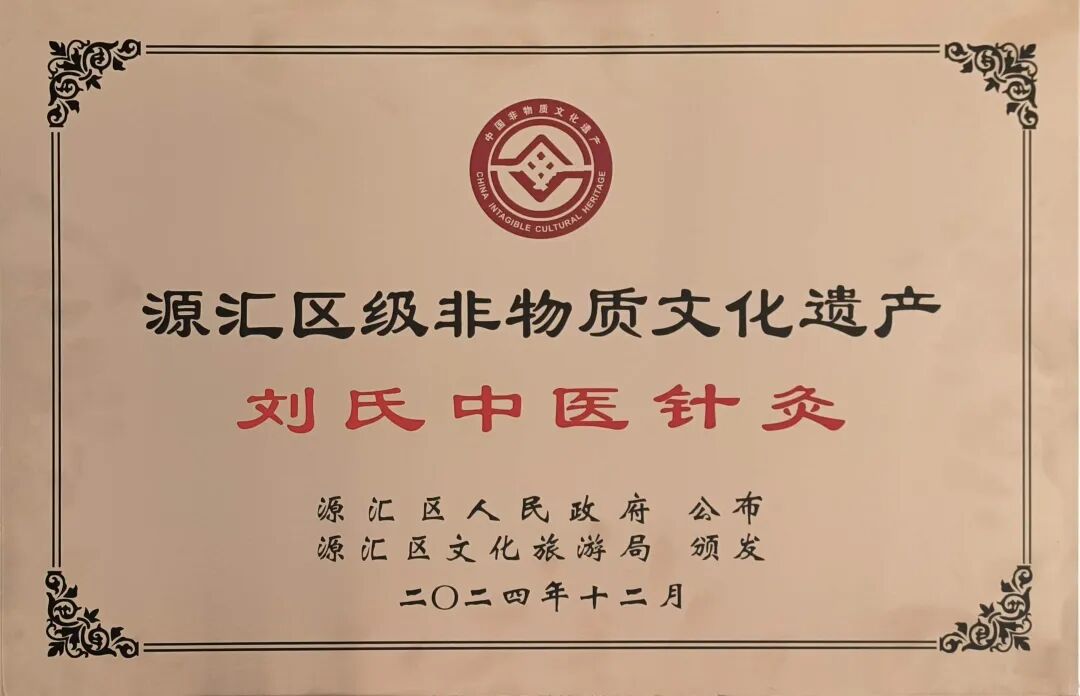 中国非物质文化遗产
CHINA INTAGIBLE CULTURAL HERITAGE
源汇区级非物质文化遗产
刘氏中医针灸
源汇区人民政府 公布
源汇区文化旅游局 颁发
二〇二四年十二月